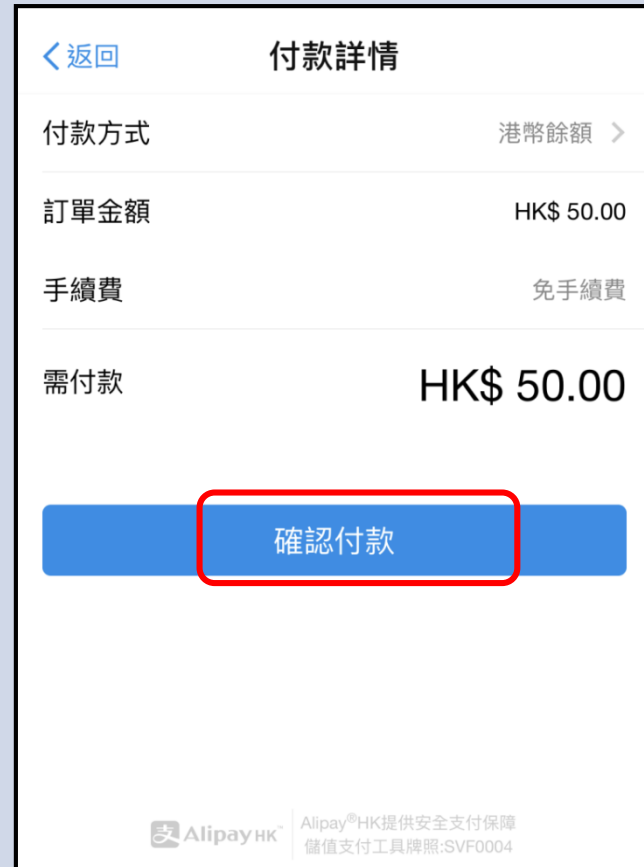 返回 付款詳情
付款方式 港幣餘額
訂單金額 HK$ 50.00
手續費 免手續費
需付款 HK$ 50.00
確認付款
支 Alipay HK™
Alipay®HK提供安全支付保障
儲值支付工具牌照:SVF0004